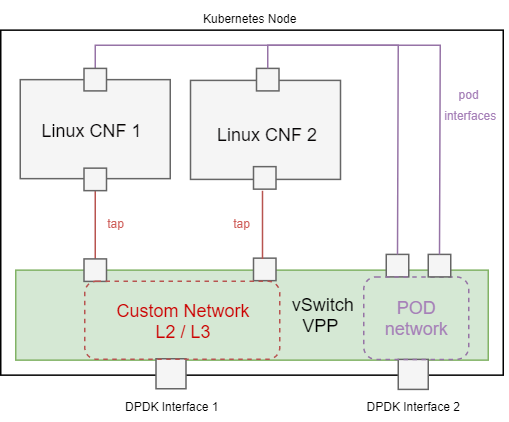 Kubernetes Node
pod
interfaces
Linux CNF 1
Linux CNF 2
tap
tap
Custom Network
L2 / L3
vSwitch
VPP
POD
network
DPDK Interface 1
DPDK Interface 2